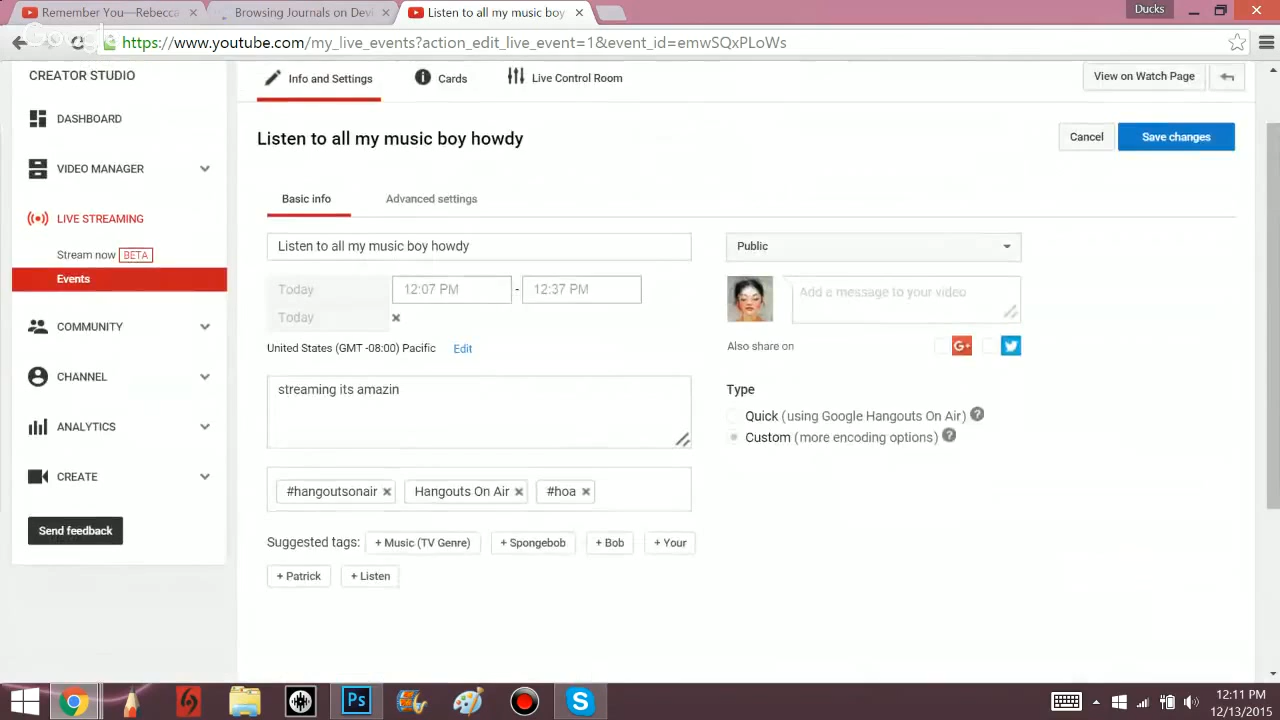 Remember You—Rebecca
Browsing Journals on Devi
Listen to all my music boy
Ducks
https://www.youtube.com/my_live_events?action_edit_live_event=1&event_id=emwSQxPLoWs
CREATOR STUDIO
Info and Settings
Cards
Live Control Room
View on Watch Page
DASHBOARD
Listen to all my music boy howdy
Cancel
Save changes
VIDEO MANAGER
Basic info
Advanced settings
LIVE STREAMING
Stream now BETA
Events
Listen to all my music boy howdy
Public
Today
12:07 PM - 12:37 PM
Add a message to your video
Today
United States (GMT -08:00) Pacific Edit
Also share on
G+
COMMUNITY
CHANNEL
streaming its amazin
Type
Quick (using Google Hangouts On Air) ?
Custom (more encoding options) ?
ANALYTICS
CREATE
#hangoutsonair
Hangouts On Air
#hoa
Send feedback
Suggested tags: + Music (TV Genre) + Spongebob + Bob + Your
+ Patrick + Listen
Ps
S
12:11 PM
12/13/2015